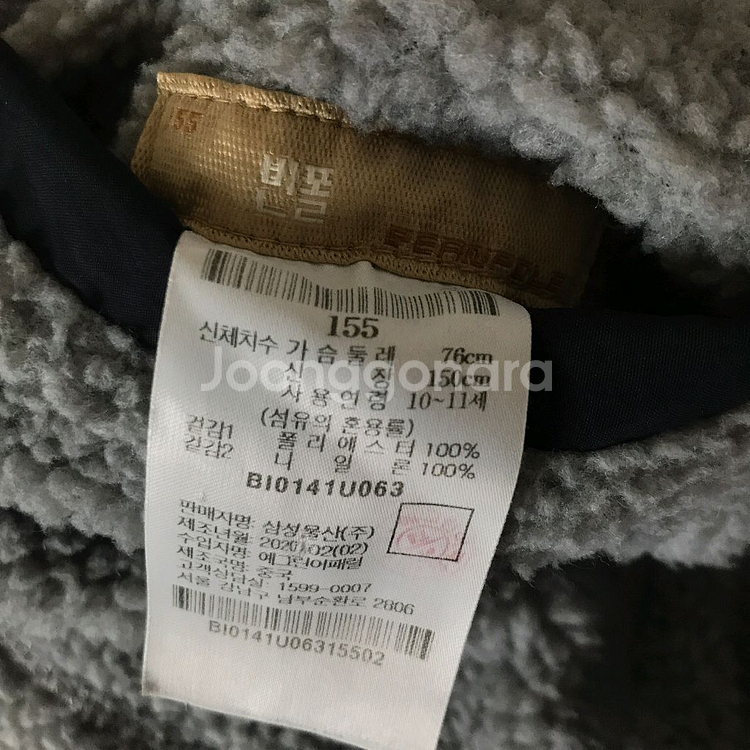 155
빈폴
BEANPOLE
155
신체치수 가슴둘레 76cm
신 장 150cm
사용연령 10~11세
(섬유의 혼용률)
겉감1 폴리에스터 100%
겉감2 나일론 100%
BI0141U063
판매자명: 삼성물산(주)
제조년월: 2020.02(02)
수입자명: 예그린어패럴
제조국명: 중국
고객상담실: 1599-0007
서울 강남구 남부순환로 2806
BI0141U06315502
Joonggonara